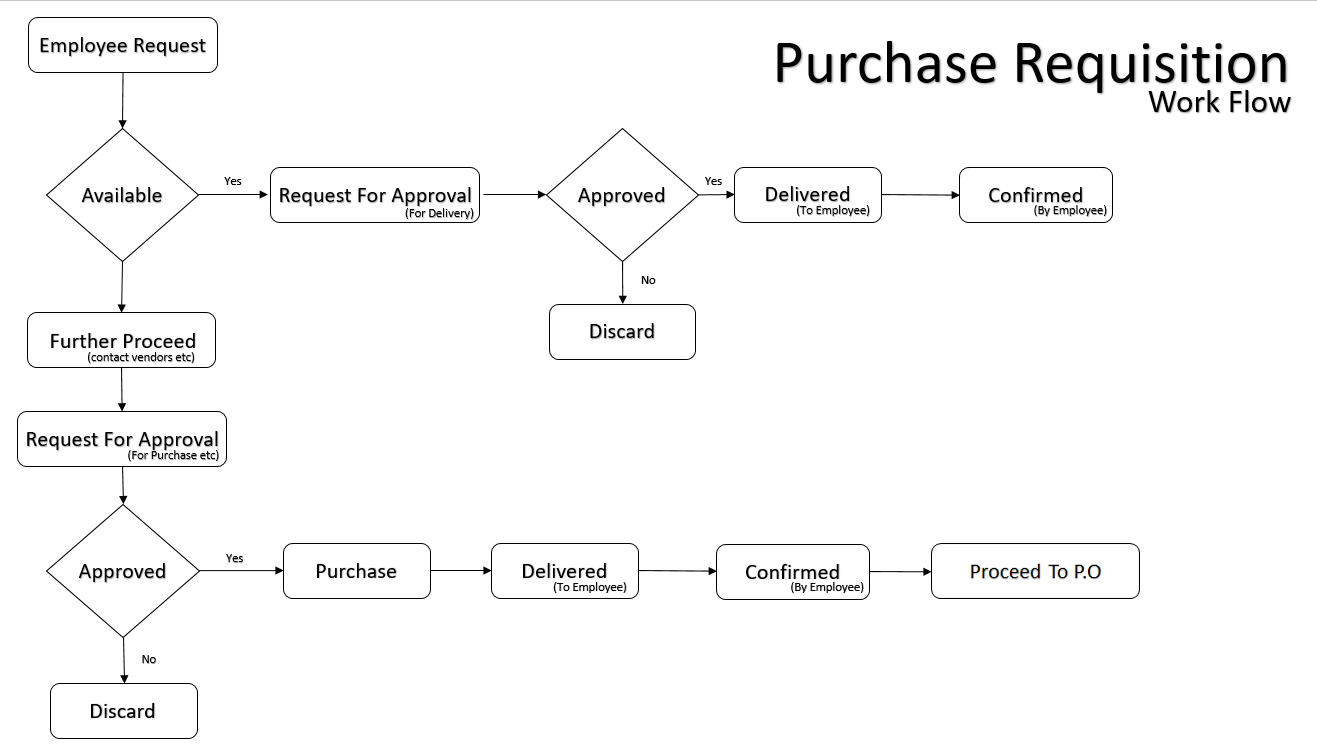 Purchase Requisition
Work Flow
Employee Request
Available
Yes
Request For Approval
(For Delivery)
Approved
Yes
Delivered
(To Employee)
Confirmed
(By Employee)
No
Discard
Further Proceed
(contact vendors etc)
Request For Approval
(For Purchase etc)
Approved
Yes
Purchase
Delivered
(To Employee)
Confirmed
(By Employee)
Proceed To P.O
No
Discard